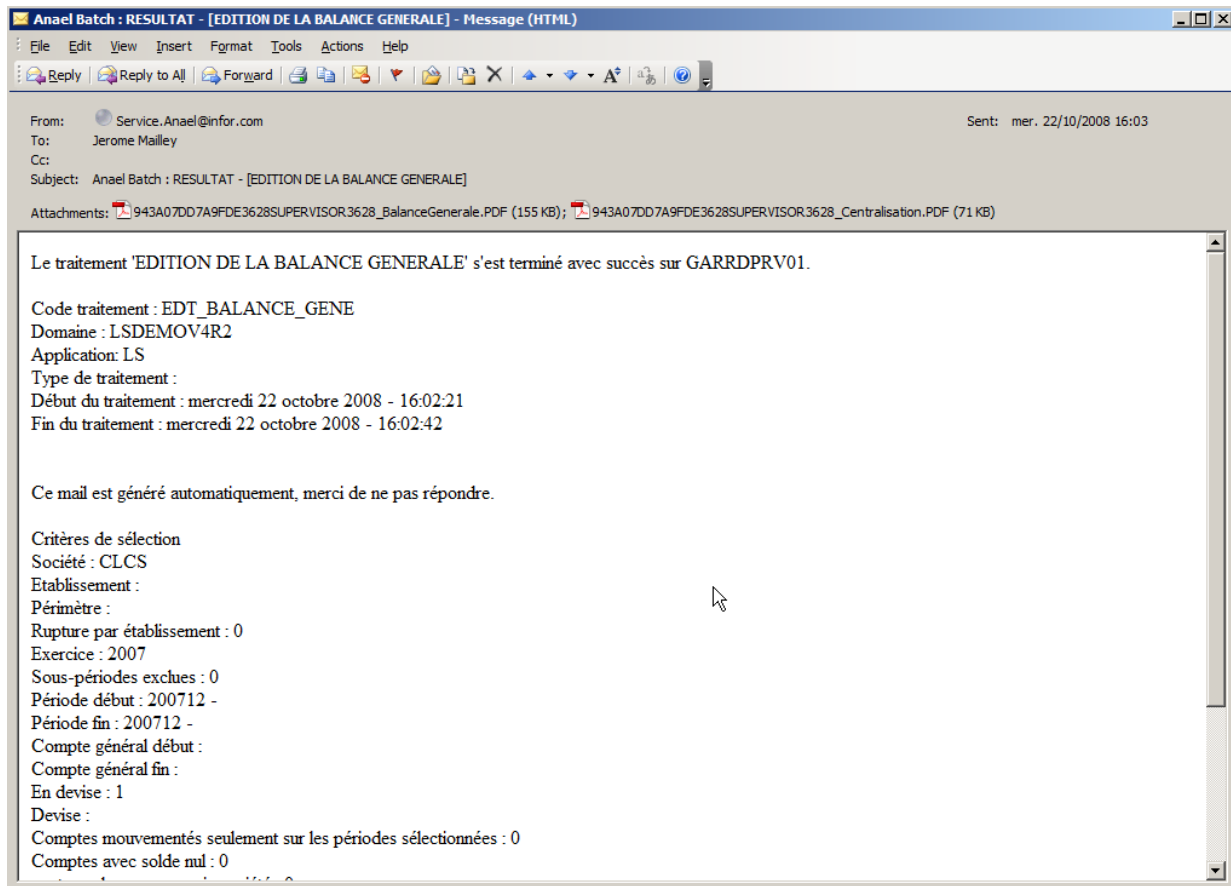 Anael Batch : RESULTAT - [EDITION DE LA BALANCE GENERALE] - Message (HTML)
File Edit View Insert Format Tools Actions Help
Reply Reply to All Forward
From: Service.Anael@infor.com Sent: mer. 22/10/2008 16:03
To: Jerome Mailley
Cc:
Subject: Anael Batch : RESULTAT - [EDITION DE LA BALANCE GENERALE]
Attachments: 943A07DD7A9FDE3628SUPERVISOR3628_BalanceGenerale.PDF (155 KB); 943A07DD7A9FDE3628SUPERVISOR3628_Centralisation.PDF (71 KB)
Le traitement 'EDITION DE LA BALANCE GENERALE' s'est terminé avec succès sur GARRDPRV01.
Code traitement : EDT_BALANCE_GENE
Domaine : LSDEMOV4R2
Application: LS
Type de traitement :
Début du traitement : mercredi 22 octobre 2008 - 16:02:21
Fin du traitement : mercredi 22 octobre 2008 - 16:02:42
Ce mail est généré automatiquement, merci de ne pas répondre.
Critères de sélection
Société : CLCS
Etablissement :
Périmètre :
Rupture par établissement : 0
Exercice : 2007
Sous-périodes exclues : 0
Période début : 200712 -
Période fin : 200712 -
Compte général début :
Compte général fin :
En devise : 1
Devise :
Comptes mouvementés seulement sur les périodes sélectionnées : 0
Comptes avec solde nul : 0